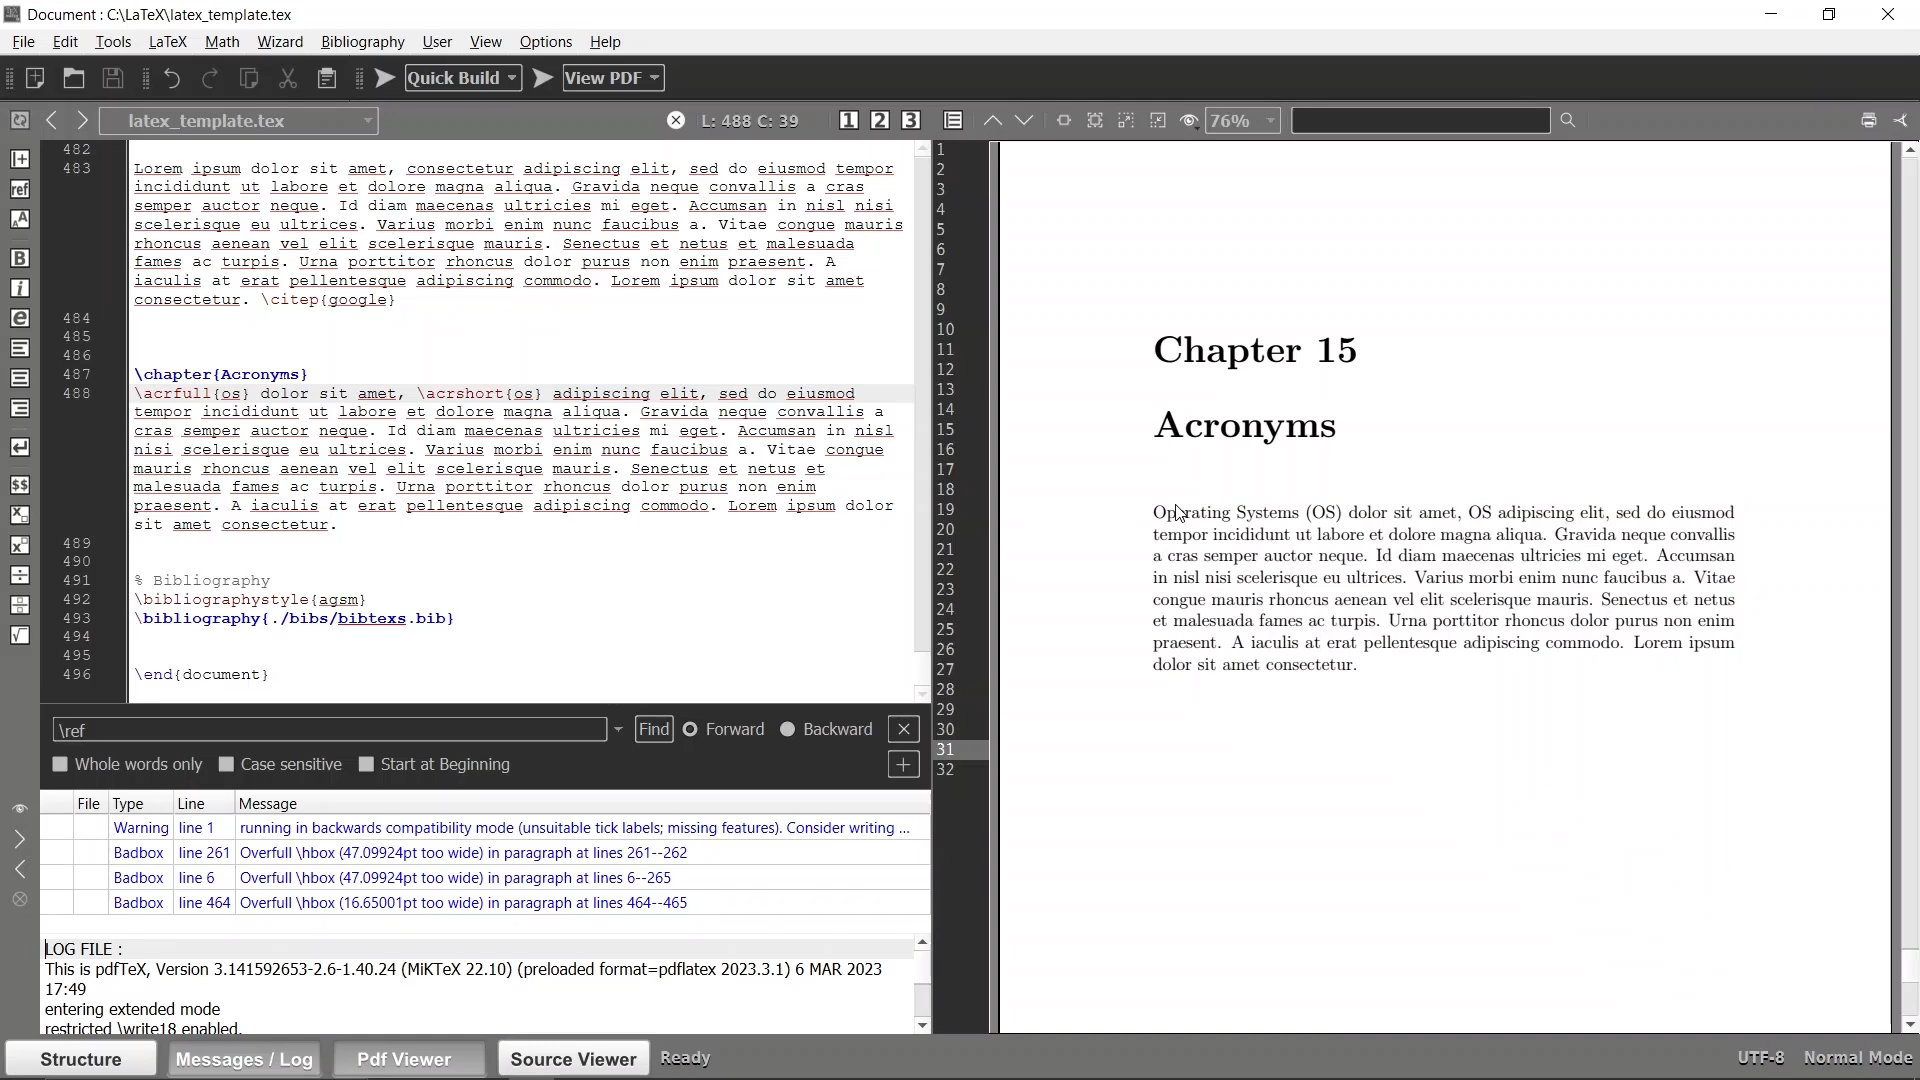 Document : C:\LaTeX\latex_template.tex
File Edit Tools LaTeX Math Wizard Bibliography User View Options Help
Quick Build View PDF
latex_template.tex L: 488 C: 39 1 2 3 76%
482
483 Lorem ipsum dolor sit amet, consectetur adipiscing elit, sed do eiusmod tempor
incididunt ut labore et dolore magna aliqua. Gravida neque convallis a cras
semper auctor neque. Id diam maecenas ultricies mi eget. Accumsan in nisl nisi
scelerisque eu ultrices. Varius morbi enim nunc faucibus a. Vitae congue mauris
rhoncus aenean vel elit scelerisque mauris. Senectus et netus et malesuada
fames ac turpis. Urna porttitor rhoncus dolor purus non enim praesent. A
iaculis at erat pellentesque adipiscing commodo. Lorem ipsum dolor sit amet
consectetur. \citep{google}
484
485
486
487 \chapter{Acronyms}
488 \acrfull{os} dolor sit amet, \acrshort{os} adipiscing elit, sed do eiusmod
tempor incididunt ut labore et dolore magna aliqua. Gravida neque convallis a
cras semper auctor neque. Id diam maecenas ultricies mi eget. Accumsan in nisl
nisi scelerisque eu ultrices. Varius morbi enim nunc faucibus a. Vitae congue
mauris rhoncus aenean vel elit scelerisque mauris. Senectus et netus et
malesuada fames ac turpis. Urna porttitor rhoncus dolor purus non enim
praesent. A iaculis at erat pellentesque adipiscing commodo. Lorem ipsum dolor
sit amet consectetur.
489
490
491 % Bibliography
492 \bibliographystyle{agsm}
493 \bibliography{./bibs/bibtexs.bib}
494
495
496 \end{document}
\ref Find Forward Backward
Whole words only Case sensitive Start at Beginning
File Type Line Message
Warning line 1 running in backwards compatibility mode (unsuitable tick labels; missing features). Consider writing ...
Badbox line 261 Overfull \hbox (47.09924pt too wide) in paragraph at lines 261--262
Badbox line 6 Overfull \hbox (47.09924pt too wide) in paragraph at lines 6--265
Badbox line 464 Overfull \hbox (16.65001pt too wide) in paragraph at lines 464--465
LOG FILE :
This is pdfTeX, Version 3.141592653-2.6-1.40.24 (MiKTeX 22.10) (preloaded format=pdflatex 2023.3.1) 6 MAR 2023
17:49
entering extended mode
restricted \write18 enabled.
1
2
3
4
5
6
7
8
9
10
11
12
13
14
15
16
17
18
19
20
21
22
23
24
25
26
27
28
29
30
31
32
Chapter 15
Acronyms
Operating Systems (OS) dolor sit amet, OS adipiscing elit, sed do eiusmod
tempor incididunt ut labore et dolore magna aliqua. Gravida neque convallis
a cras semper auctor neque. Id diam maecenas ultricies mi eget. Accumsan
in nisl nisi scelerisque eu ultrices. Varius morbi enim nunc faucibus a. Vitae
congue mauris rhoncus aenean vel elit scelerisque mauris. Senectus et netus
et malesuada fames ac turpis. Urna porttitor rhoncus dolor purus non enim
praesent. A iaculis at erat pellentesque adipiscing commodo. Lorem ipsum
dolor sit amet consectetur.
Structure Messages / Log Pdf Viewer Source Viewer Ready UTF-8 Normal Mode